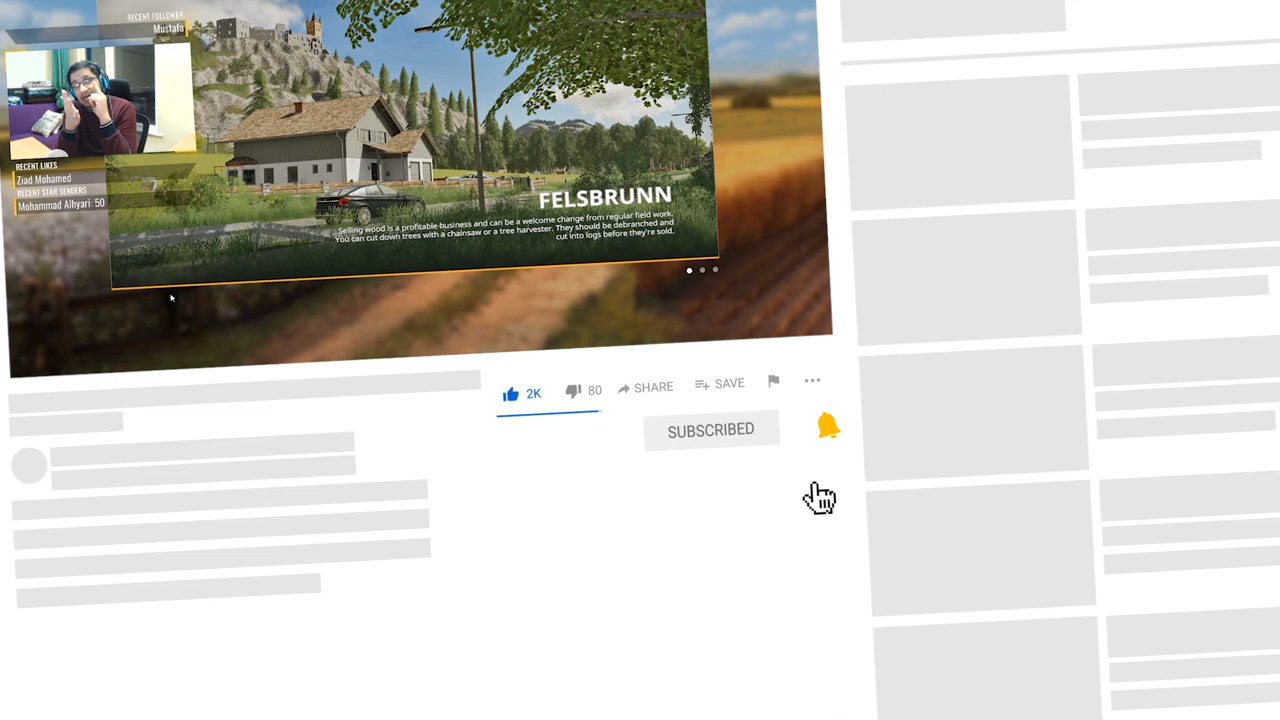 RECENT FOLLOWER
Mustafa
RECENT LIKES
Ziad Mohamed
RECENT STAR SENDERS
Mohammad Alhyari: 50
FELSBRUNN
Selling wood is a profitable business and can be a welcome change from regular field work.
You can cut down trees with a chainsaw or a tree harvester. They should be debranched and
cut into logs before they're sold.
2K
80
SHARE
SAVE
SUBSCRIBED